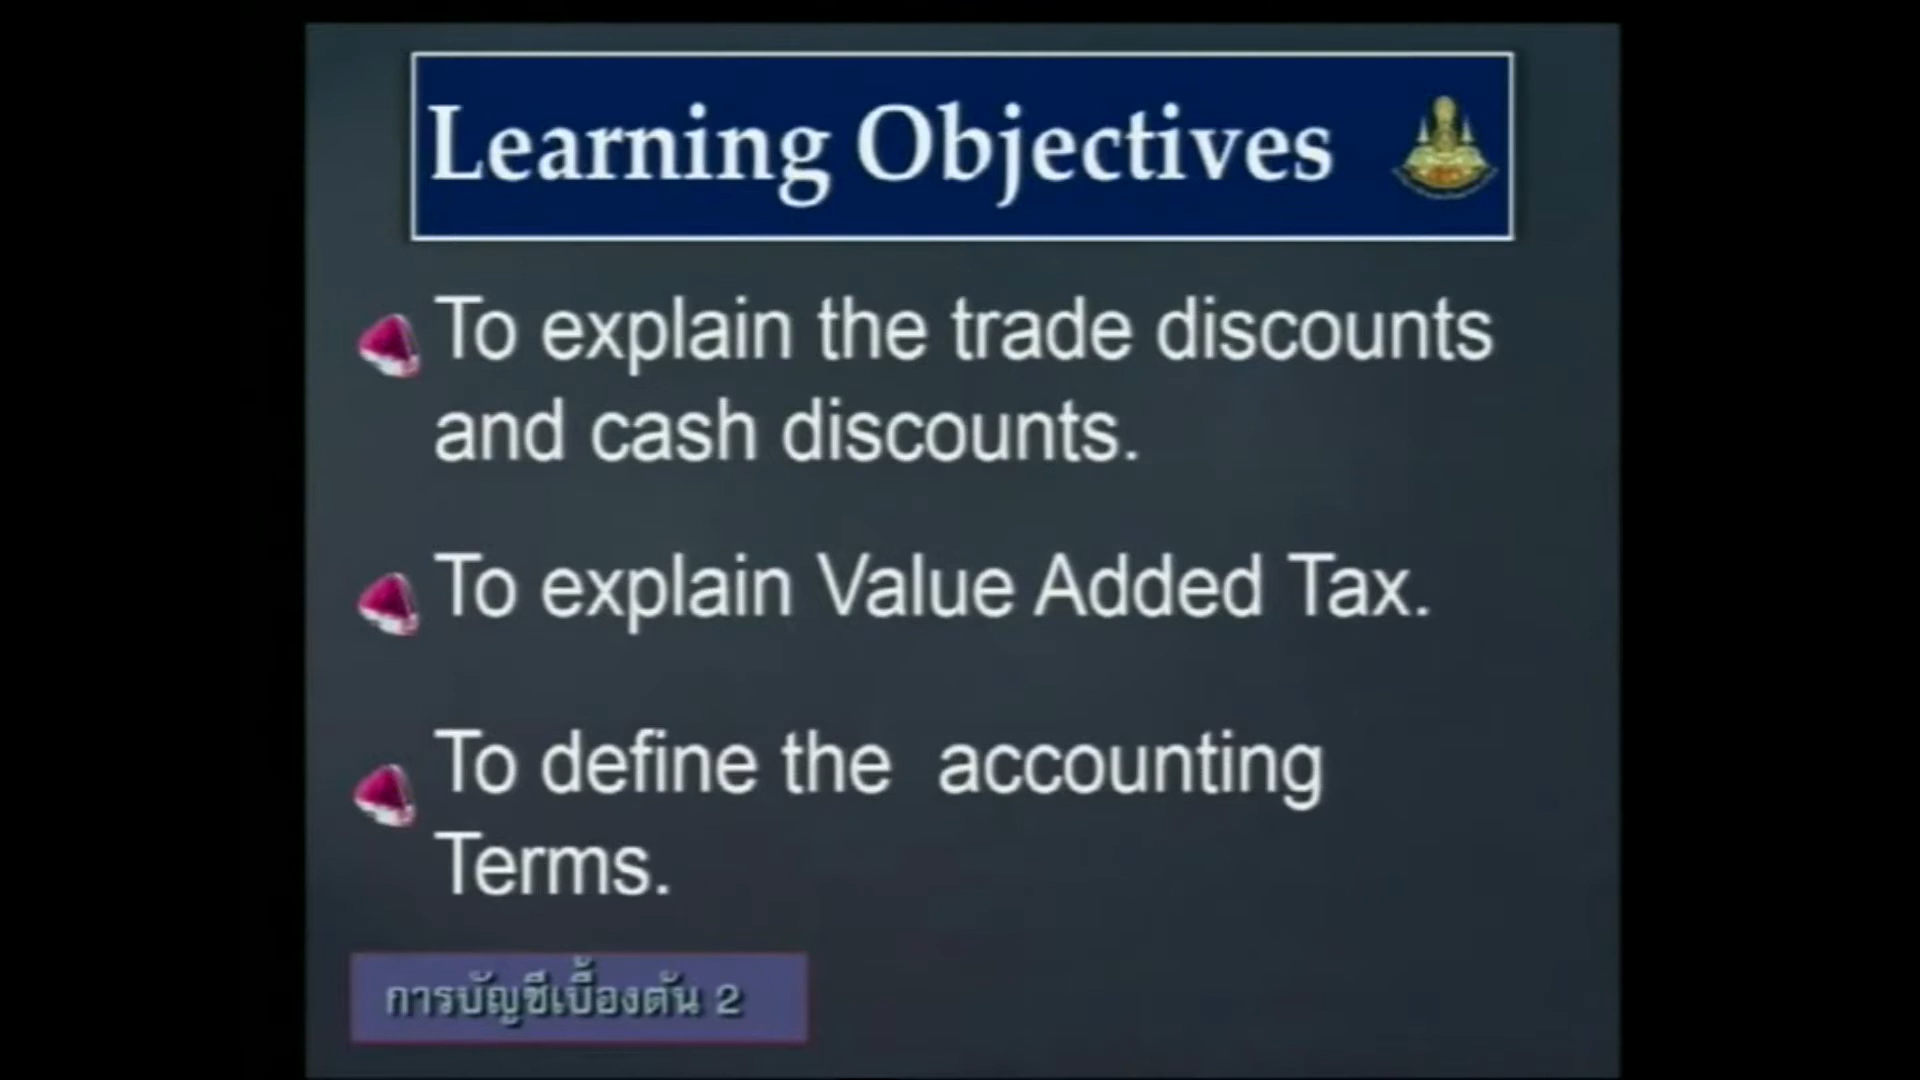 Learning Objectives
To explain the trade discounts
and cash discounts.
To explain Value Added Tax.
To define the accounting
Terms.
การบัญชีเบื้องต้น 2